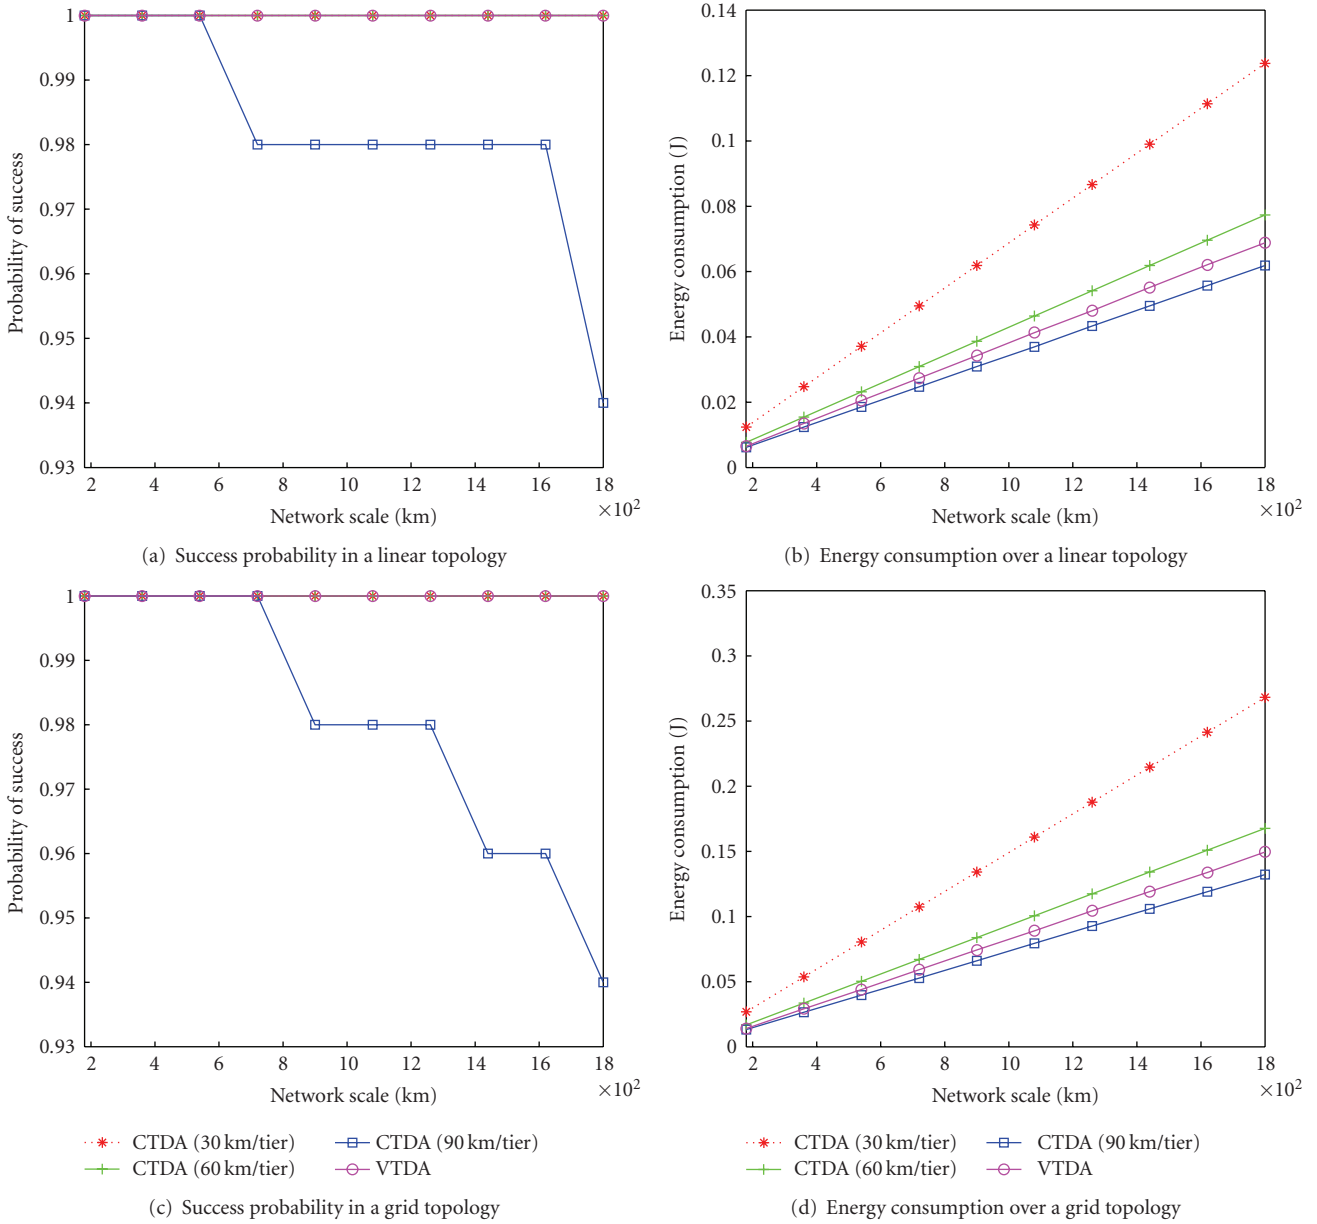 1
0.99
0.98
0.97
0.96
0.95
0.94
0.93
Probability of success
2 4 6 8 10 12 14 16 18
×10²
Network scale (km)
(a) Success probability in a linear topology
0.14
0.12
0.1
0.08
0.06
0.04
0.02
0
Energy consumption (J)
2 4 6 8 10 12 14 16 18
×10²
Network scale (km)
(b) Energy consumption over a linear topology
1
0.99
0.98
0.97
0.96
0.95
0.94
0.93
Probability of success
2 4 6 8 10 12 14 16 18
×10²
Network scale (km)
CTDA (30 km/tier) CTDA (90 km/tier)
CTDA (60 km/tier) VTDA
(c) Success probability in a grid topology
0.35
0.3
0.25
0.2
0.15
0.1
0.05
0
Energy consumption (J)
2 4 6 8 10 12 14 16 18
×10²
Network scale (km)
CTDA (30 km/tier) CTDA (90 km/tier)
CTDA (60 km/tier) VTDA
(d) Energy consumption over a grid topology